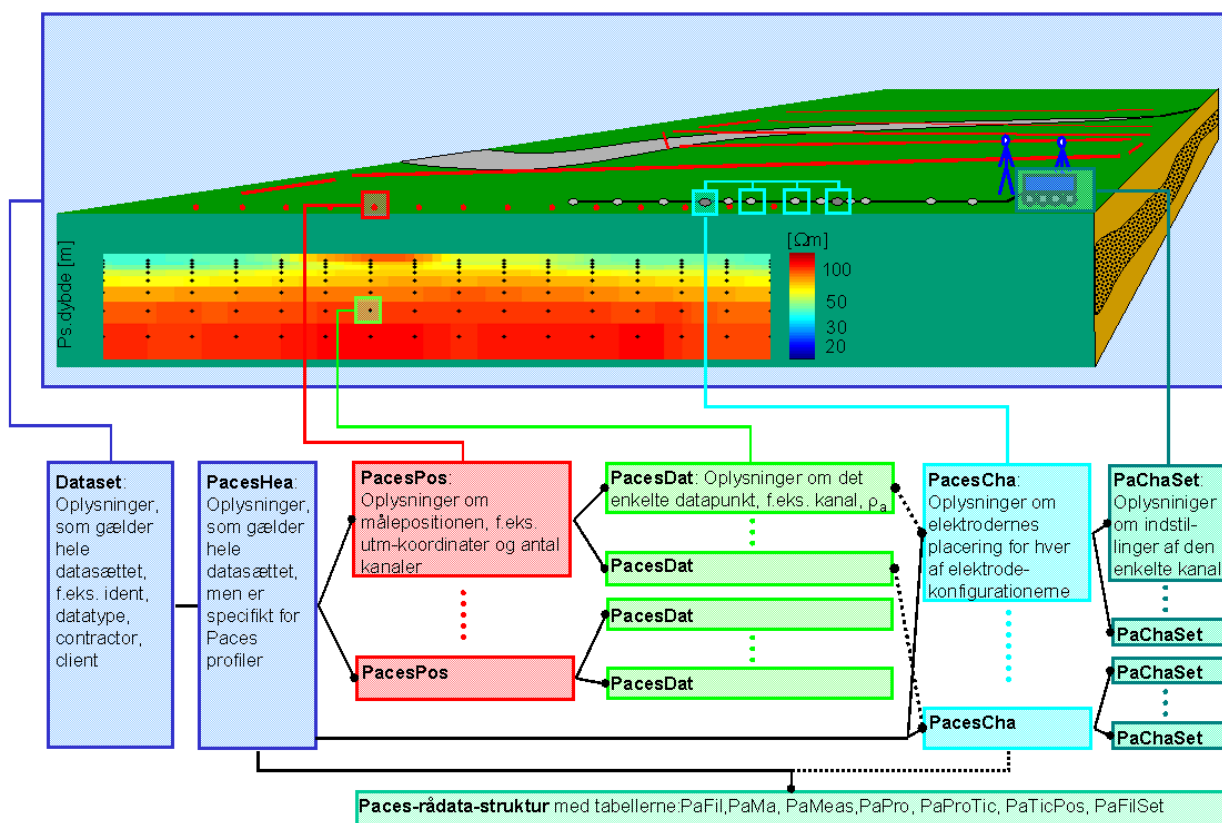 [Ωm]
100
50
30
20
Ps.dybde [m]
Dataset:
Oplysninger,
som gælder
hele
datasættet,
f.eks. ident,
datatype,
contractor,
client
PacesHea:
Oplysninger,
som gælder
hele
datasættet,
men er
specifikt for
Paces
profiler
PacesPos:
Oplysninger om
målepositionen, f.eks.
utm-koordinater og antal
kanaler
PacesPos
PacesDat: Oplysninger om det
enkelte datapunkt, f.eks. kanal, ρa
PacesDat
PacesDat
PacesDat
PacesCha:
Oplysninger om
elektrodernes
placering for hver
af elektrode-
konfigurationerne
PacesCha
PaChaSet:
Oplysniniger
om indstil-
linger af den
enkelte kanal
PaChaSet
PaChaSet
PaChaSet
Paces-rådata-struktur med tabellerne:PaFil,PaMa, PaMeas,PaPro, PaProTic, PaTicPos, PaFilSet